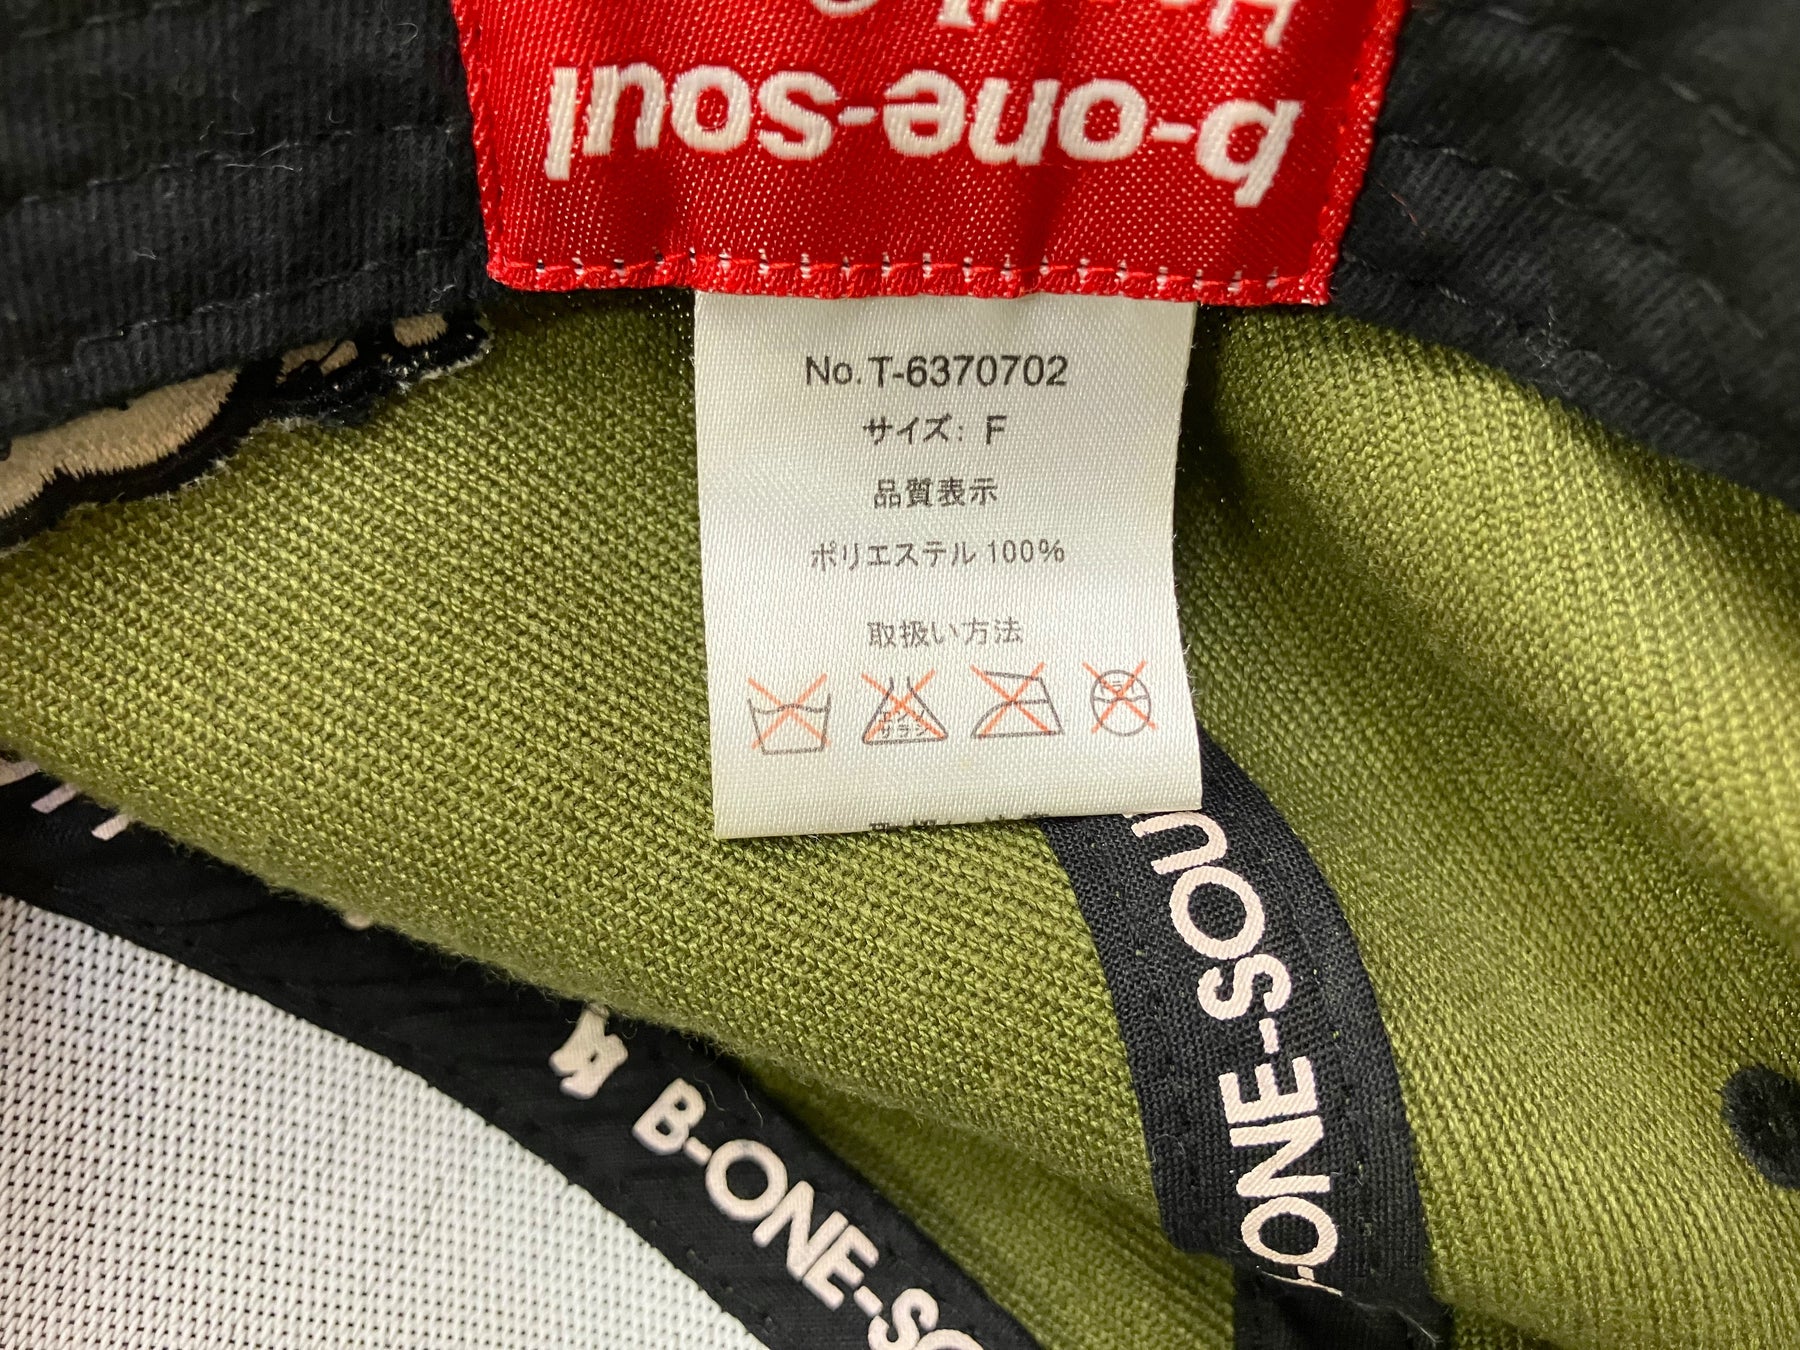 b-one-soul
No. T-6370702
サイズ: F
品質表示
ポリエステル 100%
取扱い方法
B-ONE-SO
-ONE-SOU